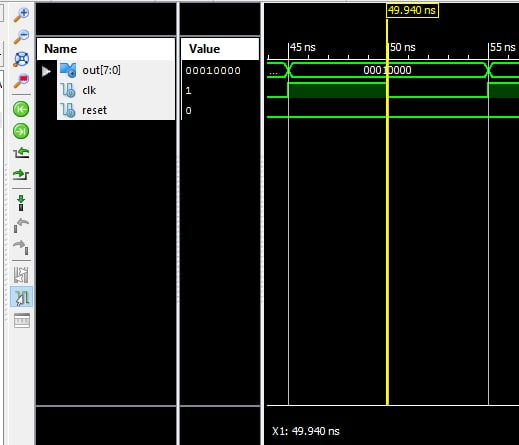 49.940 ns
Name Value 45 ns 50 ns 55 ns
out[7:0] 00010000 ... 00010000
clk 1
reset 0
X1: 49.940 ns